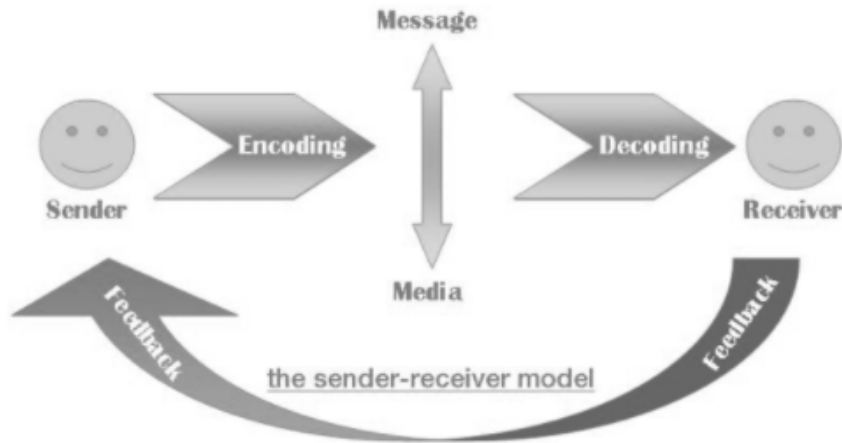 Message
Encoding
Decoding
Sender
Receiver
Media
Feedback
Feedback
the sender-receiver model